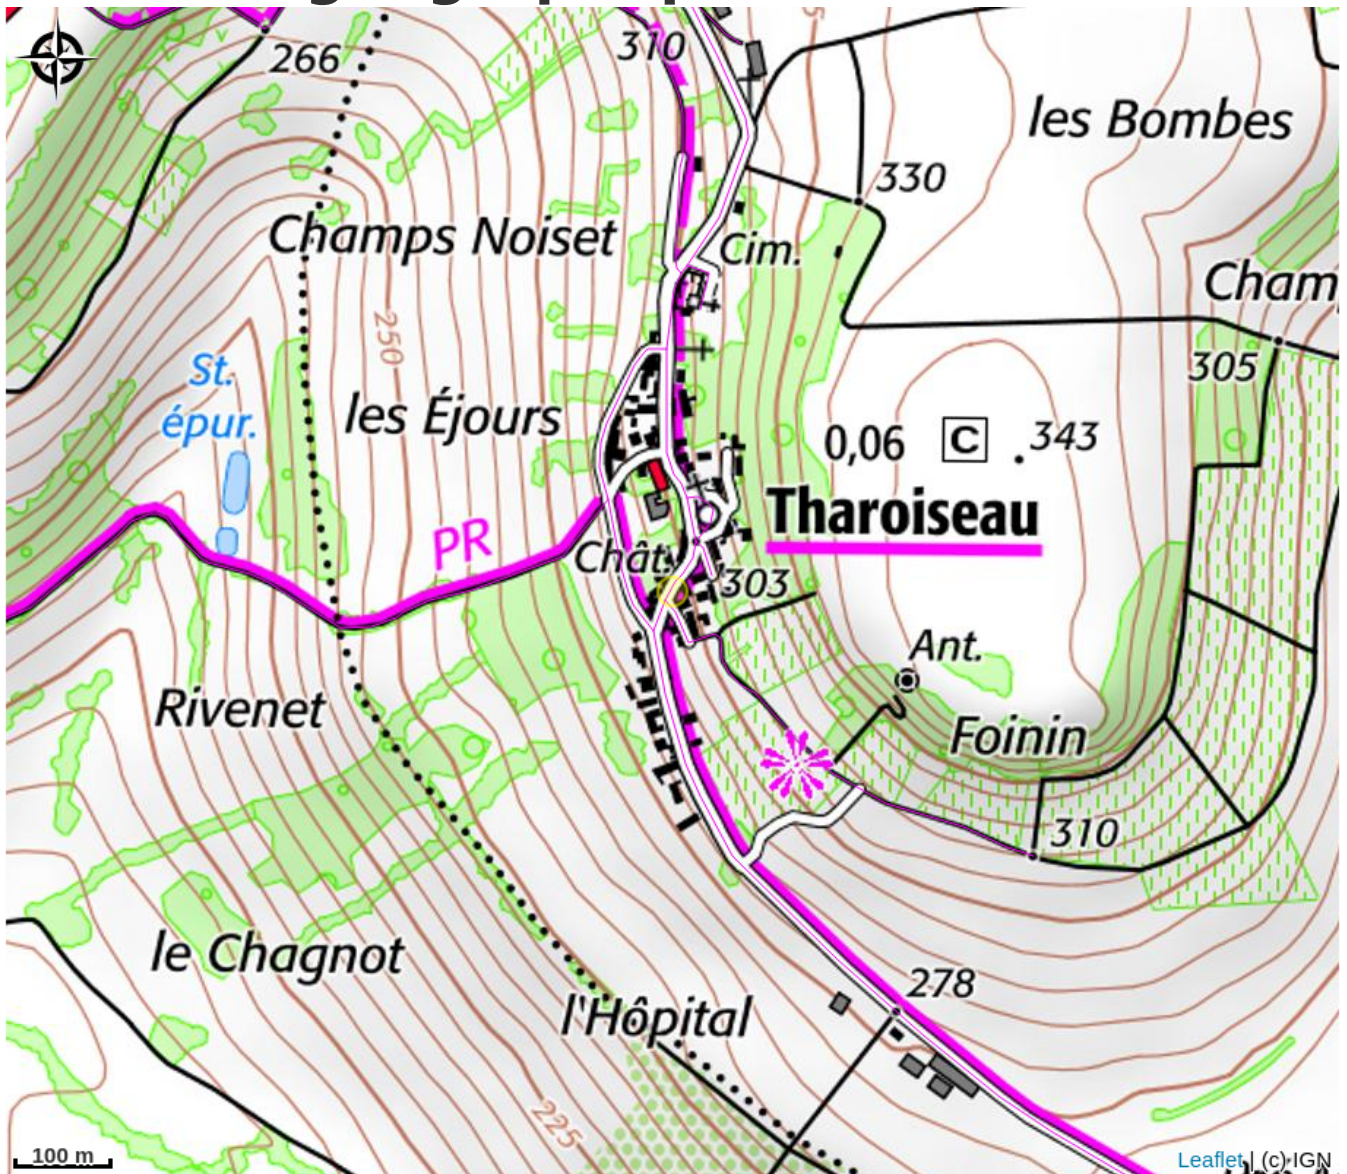 310
266
les Bombes
330
Champs Noiset
Cim.
Cham
250
305
St.
épur.
les Éjours
0,06 C .343
Tharoiseau
PR
Chât.
303
Ant.
Rivenet
Foinin
310
le Chagnot
278
l'Hôpital
225
100 m
Leaflet | (c) IGN